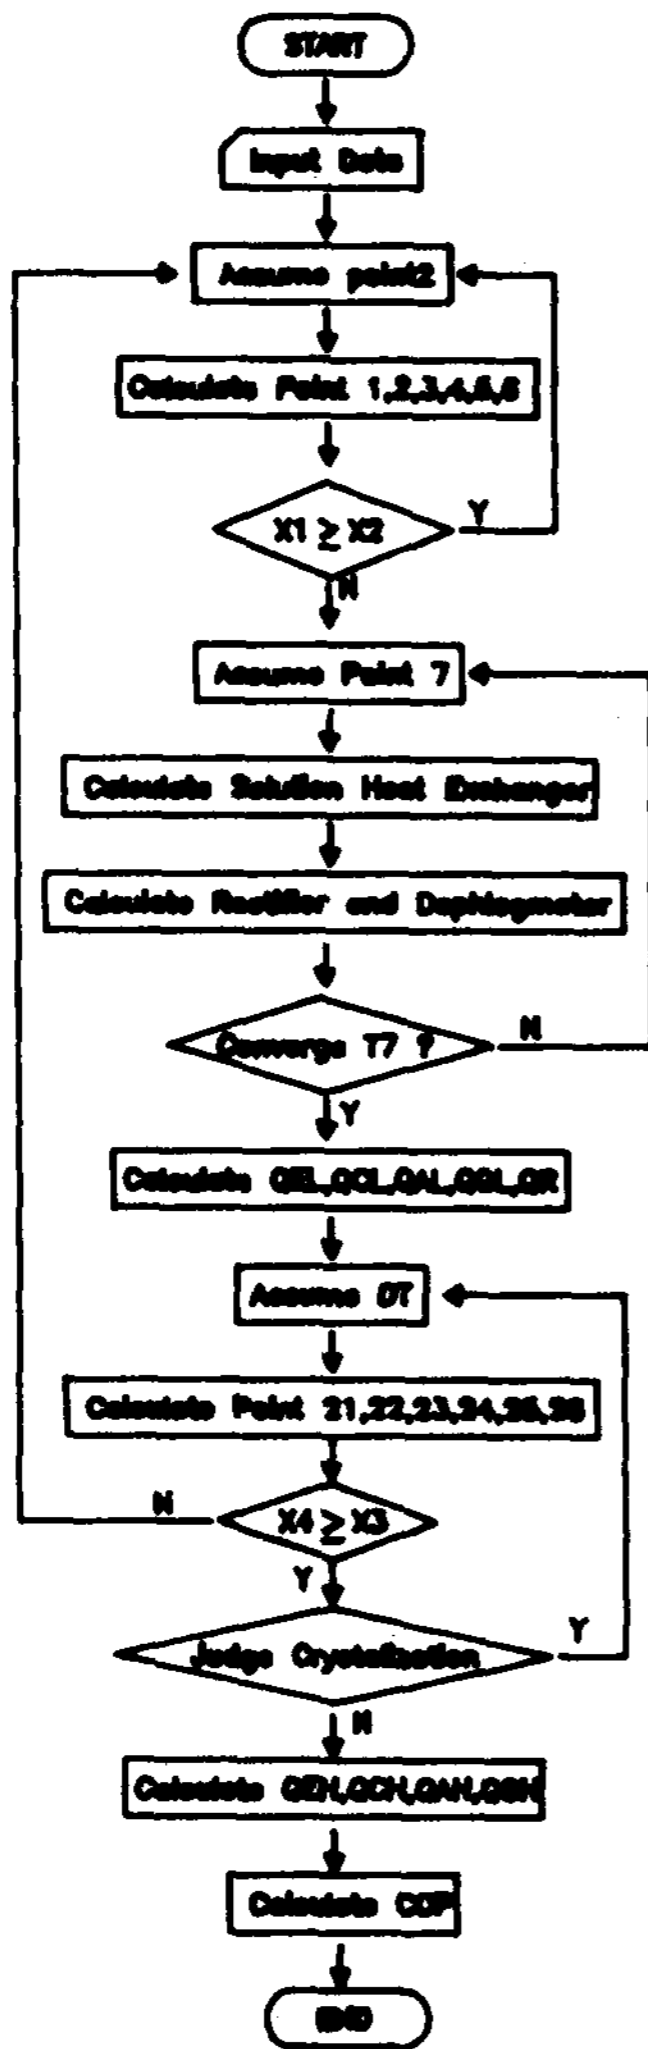 START
Input Data
Assume point2
Calculate Point 1,2,3,4,5,6
X1 ≥ X2
Y
N
Assume Point 7
Calculate Solution Heat Exchanger
Calculate Rectifier and Dephlegmator
Converge T7 ?
N
Y
Calculate QEL,QCL,QAL,QGL,QR
Assume DT
Calculate Point 21,22,23,24,25,26
N
X4 ≥ X3
Y
Judge Crystallization
Y
N
Calculate QEH,QCH,QAH,QGH
Calculate COP
END